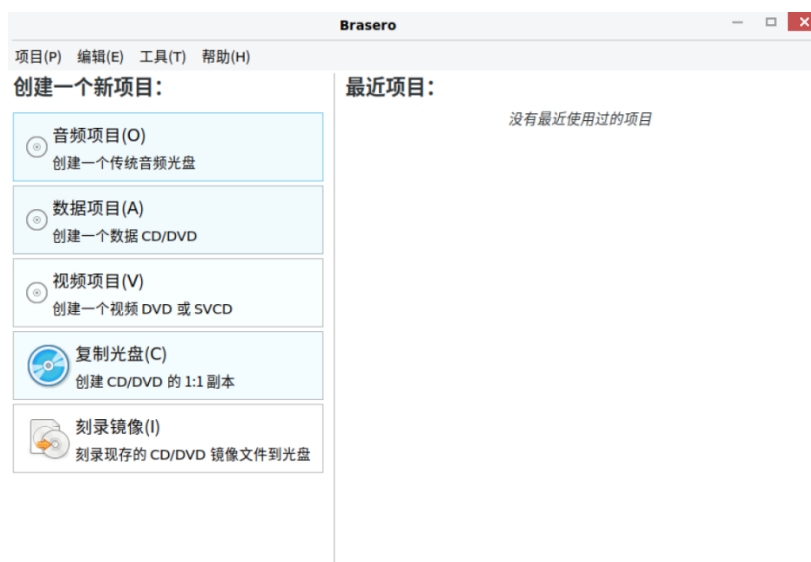 Brasero
项目(P) 编辑(E) 工具(T) 帮助(H)
创建一个新项目：
音频项目(O)
创建一个传统音频光盘
数据项目(A)
创建一个数据 CD/DVD
视频项目(V)
创建一个视频 DVD 或 SVCD
复制光盘(C)
创建 CD/DVD 的 1:1 副本
刻录镜像(I)
刻录现存的 CD/DVD 镜像文件到光盘
最近项目：
没有最近使用过的项目